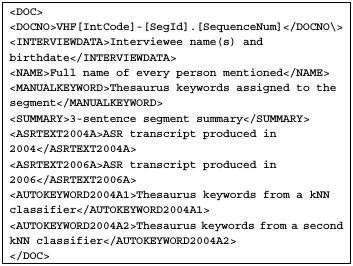 <DOC>
<DOCNO>VHF[IntCode]-[SegId].[SequenceNum]</DOCNO\>
<INTERVIEWDATA>Interviewee name(s) and
birthdate</INTERVIEWDATA>
<NAME>Full name of every person mentioned</NAME>
<MANUALKEYWORD>Thesaurus keywords assigned to the
segment</MANUALKEYWORD>
<SUMMARY>3-sentence segment summary</SUMMARY>
<ASRTEXT2004A>ASR transcript produced in
2004</ASRTEXT2004A>
<ASRTEXT2006A>ASR transcript produced in
2006</ASRTEXT2006A>
<AUTOKEYWORD2004A1>Thesaurus keywords from a kNN
classifier</AUTOKEYWORD2004A1>
<AUTOKEYWORD2004A2>Thesaurus keywords from a second
kNN classifier</AUTOKEYWORD2004A2>
</DOC>